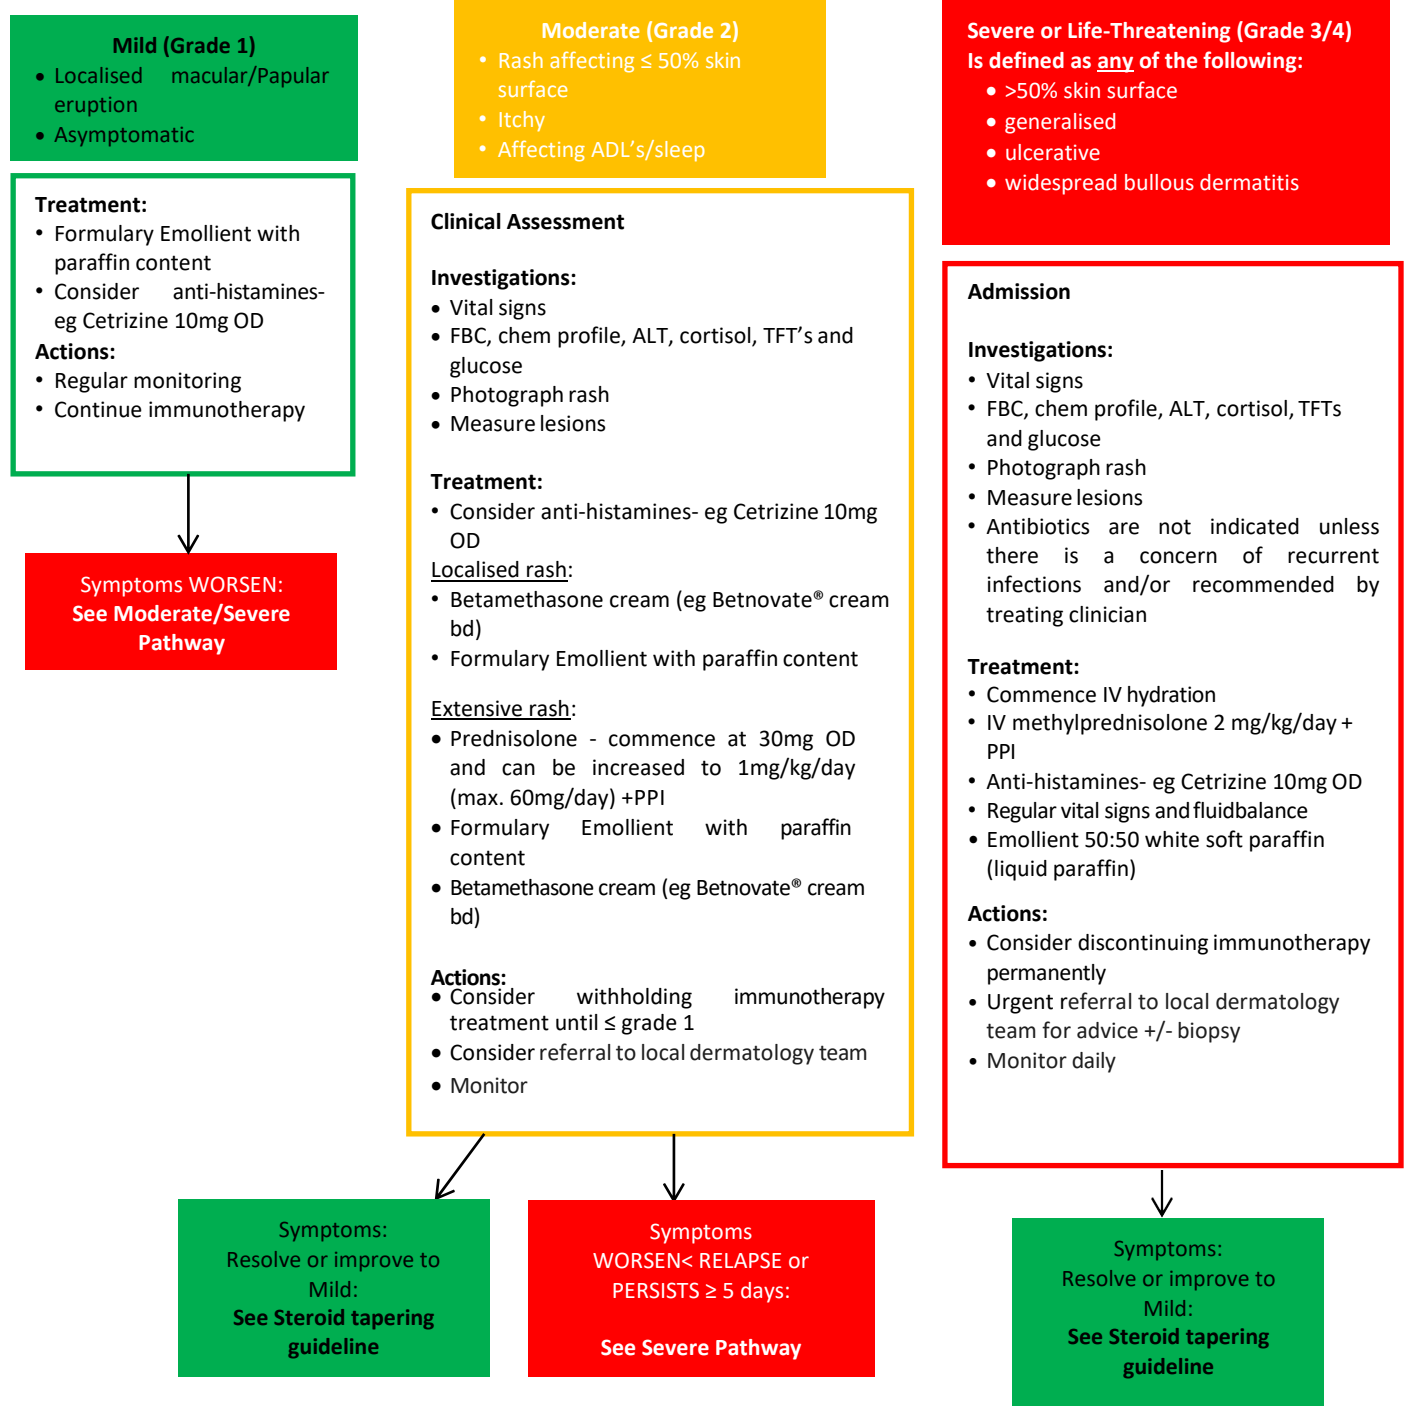 Mild (Grade 1)
• Localised macular/Papular
eruption
• Asymptomatic
Treatment:
• Formulary Emollient with
paraffin content
• Consider anti-histamines-
eg Cetrizine 10mg OD
Actions:
• Regular monitoring
• Continue immunotherapy
Symptoms WORSEN:
See Moderate/Severe
Pathway
Moderate (Grade 2)
• Rash affecting ≤ 50% skin
surface
• Itchy
• Affecting ADL’s/sleep
Clinical Assessment
Investigations:
• Vital signs
• FBC, chem profile, ALT, cortisol, TFT’s and
glucose
• Photograph rash
• Measure lesions
Treatment:
• Consider anti-histamines- eg Cetrizine 10mg
OD
Localised rash:
• Betamethasone cream (eg Betnovate® cream
bd)
• Formulary Emollient with paraffin content
Extensive rash:
• Prednisolone - commence at 30mg OD
and can be increased to 1mg/kg/day
(max. 60mg/day) +PPI
• Formulary Emollient with paraffin
content
• Betamethasone cream (eg Betnovate® cream
bd)
Actions:
• Consider withholding immunotherapy
treatment until ≤ grade 1
• Consider referral to local dermatology team
• Monitor
Symptoms:
Resolve or improve to
Mild:
See Steroid tapering
guideline
Symptoms
WORSEN< RELAPSE or
PERSISTS ≥ 5 days:
See Severe Pathway
Severe or Life-Threatening (Grade 3/4)
Is defined as any of the following:
• >50% skin surface
• generalised
• ulcerative
• widespread bullous dermatitis
Admission
Investigations:
• Vital signs
• FBC, chem profile, ALT, cortisol, TFTs
and glucose
• Photograph rash
• Measure lesions
• Antibiotics are not indicated unless
there is a concern of recurrent
infections and/or recommended by
treating clinician
Treatment:
• Commence IV hydration
• IV methylprednisolone 2 mg/kg/day +
PPI
• Anti-histamines- eg Cetrizine 10mg OD
• Regular vital signs and fluidbalance
• Emollient 50:50 white soft paraffin
(liquid paraffin)
Actions:
• Consider discontinuing immunotherapy
permanently
• Urgent referral to local dermatology
team for advice +/- biopsy
• Monitor daily
Symptoms:
Resolve or improve to
Mild:
See Steroid tapering
guideline